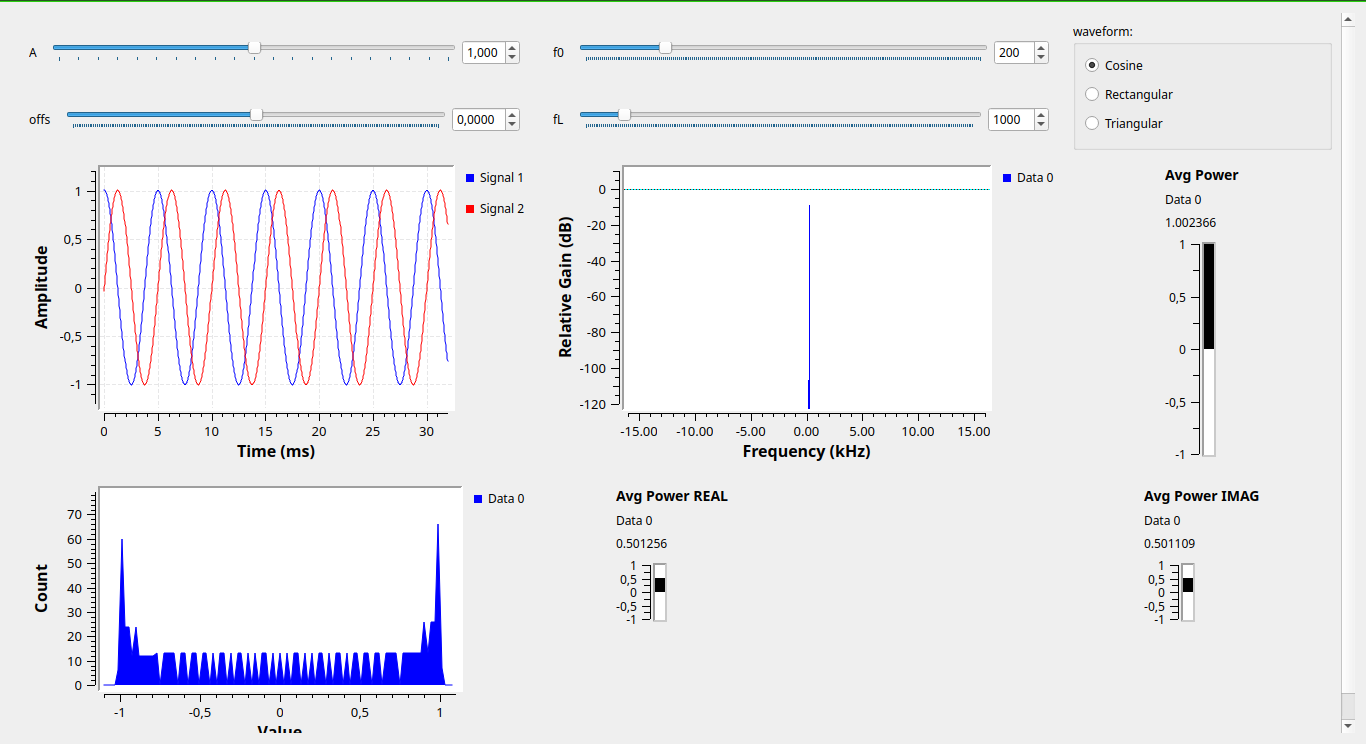 A 1,000
f0 200
waveform:
Cosine
Rectangular
Triangular
offs 0,0000
fL 1000
Amplitude
1
0,5
0
-0,5
-1
0 5 10 15 20 25 30
Time (ms)
Signal 1
Signal 2
Relative Gain (dB)
0
-20
-40
-60
-80
-100
-120
-15.00 -10.00 -5.00 0.00 5.00 10.00 15.00
Frequency (kHz)
Data 0
Avg Power
Data 0
1.002366
1
0,5
0
-0,5
-1
Count
70
60
50
40
30
20
10
0
-1 -0,5 0 0,5 1
Value
Data 0
Avg Power REAL
Data 0
0.501256
1
0,5
0
-0,5
-1
Avg Power IMAG
Data 0
0.501109
1
0,5
0
-0,5
-1